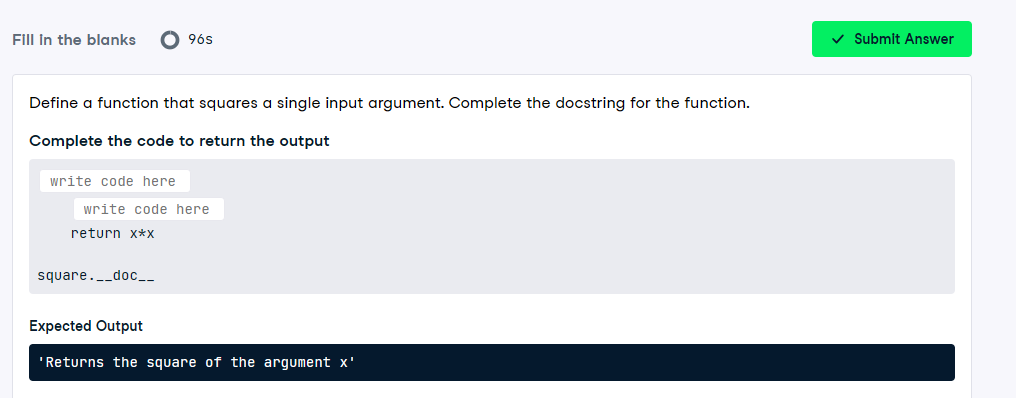 Fill in the blanks 96s Submit Answer
Define a function that squares a single input argument. Complete the docstring for the function.
Complete the code to return the output
write code here
write code here
return x*x
square.__doc__
Expected Output
'Returns the square of the argument x'